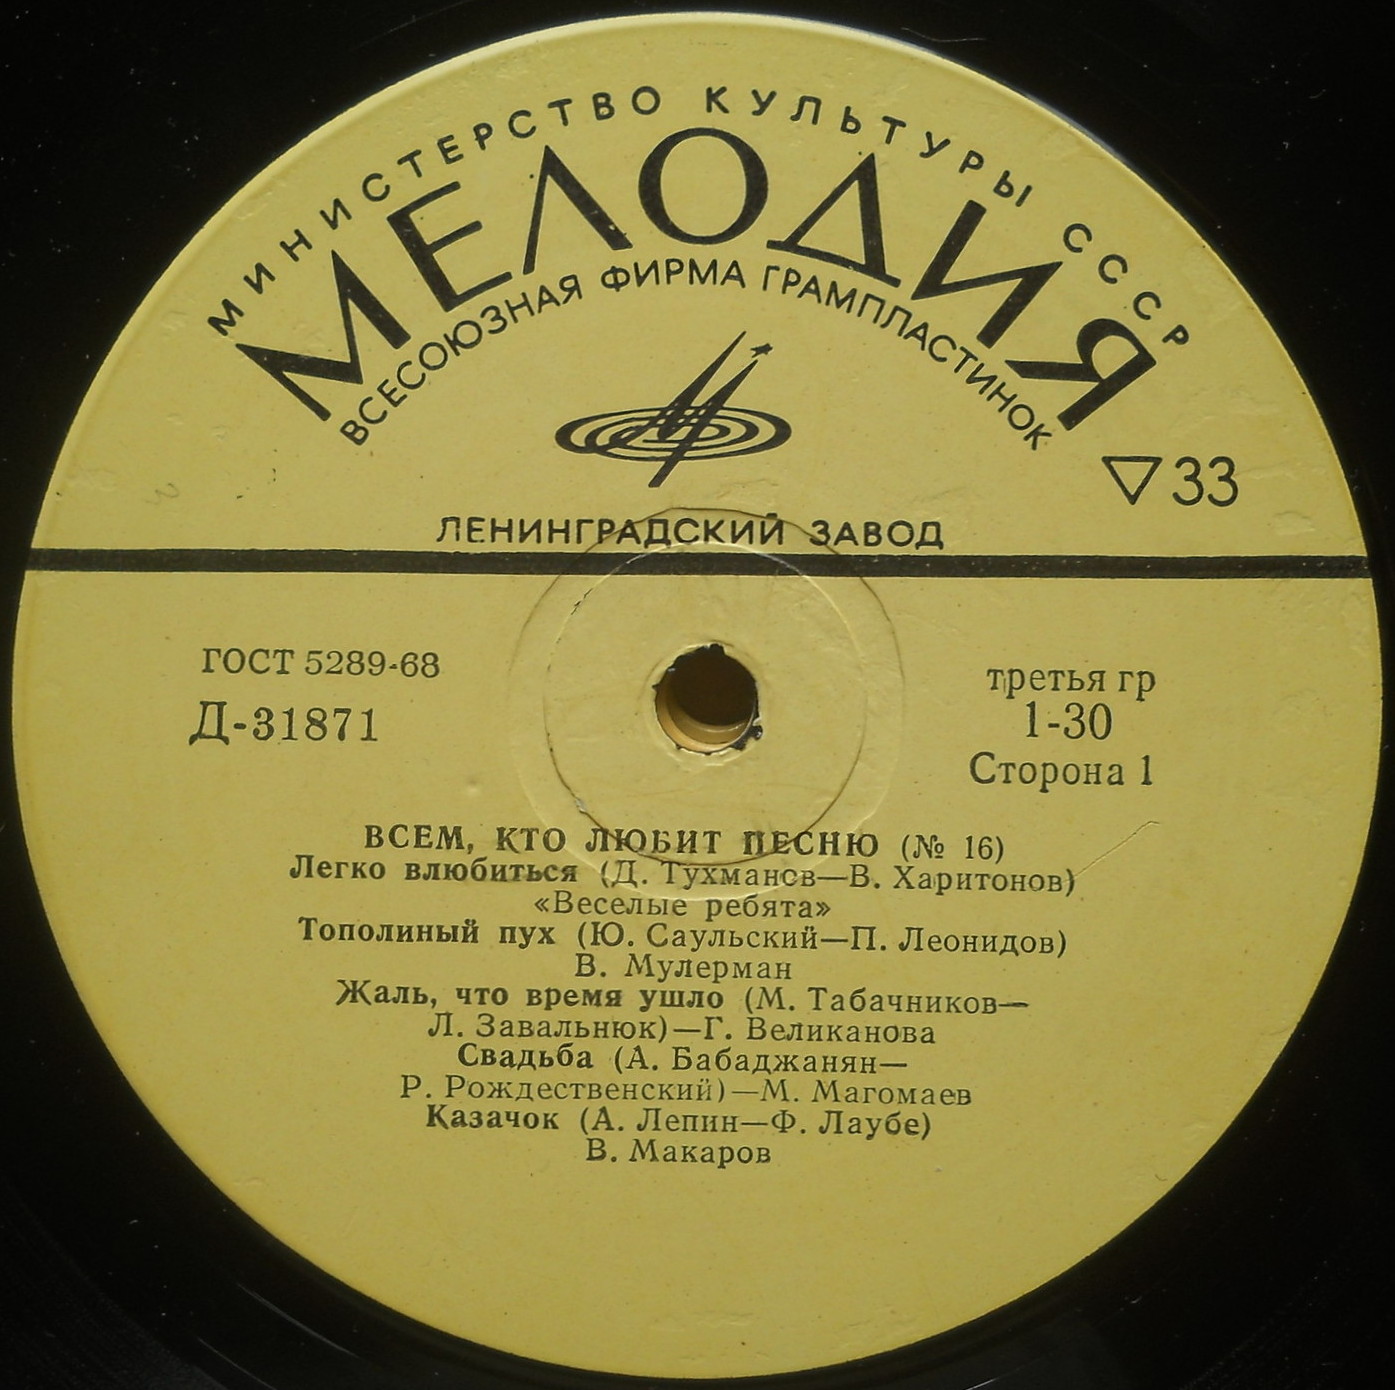 МИНИСТЕРСТВО КУЛЬТУРЫ СССР
МЕЛОДИЯ
ВСЕСОЮЗНАЯ ФИРМА ГРАМПЛАСТИНОК
▽33
ЛЕНИНГРАДСКИЙ ЗАВОД
ГОСТ 5289-68
Д-31871
третья гр
1-30
Сторона 1
ВСЕМ, КТО ЛЮБИТ ПЕСНЮ (№ 16)
Легко влюбиться (Д. Тухманов—В. Харитонов)
«Веселые ребята»
Тополиный пух (Ю. Саульский—П. Леонидов)
В. Мулерман
Жаль, что время ушло (М. Табачников—
Л. Завальнюк)—Г. Великанова
Свадьба (А. Бабаджанян—
Р. Рождественский)—М. Магомаев
Казачок (А. Лепин—Ф. Лаубе)
В. Макаров